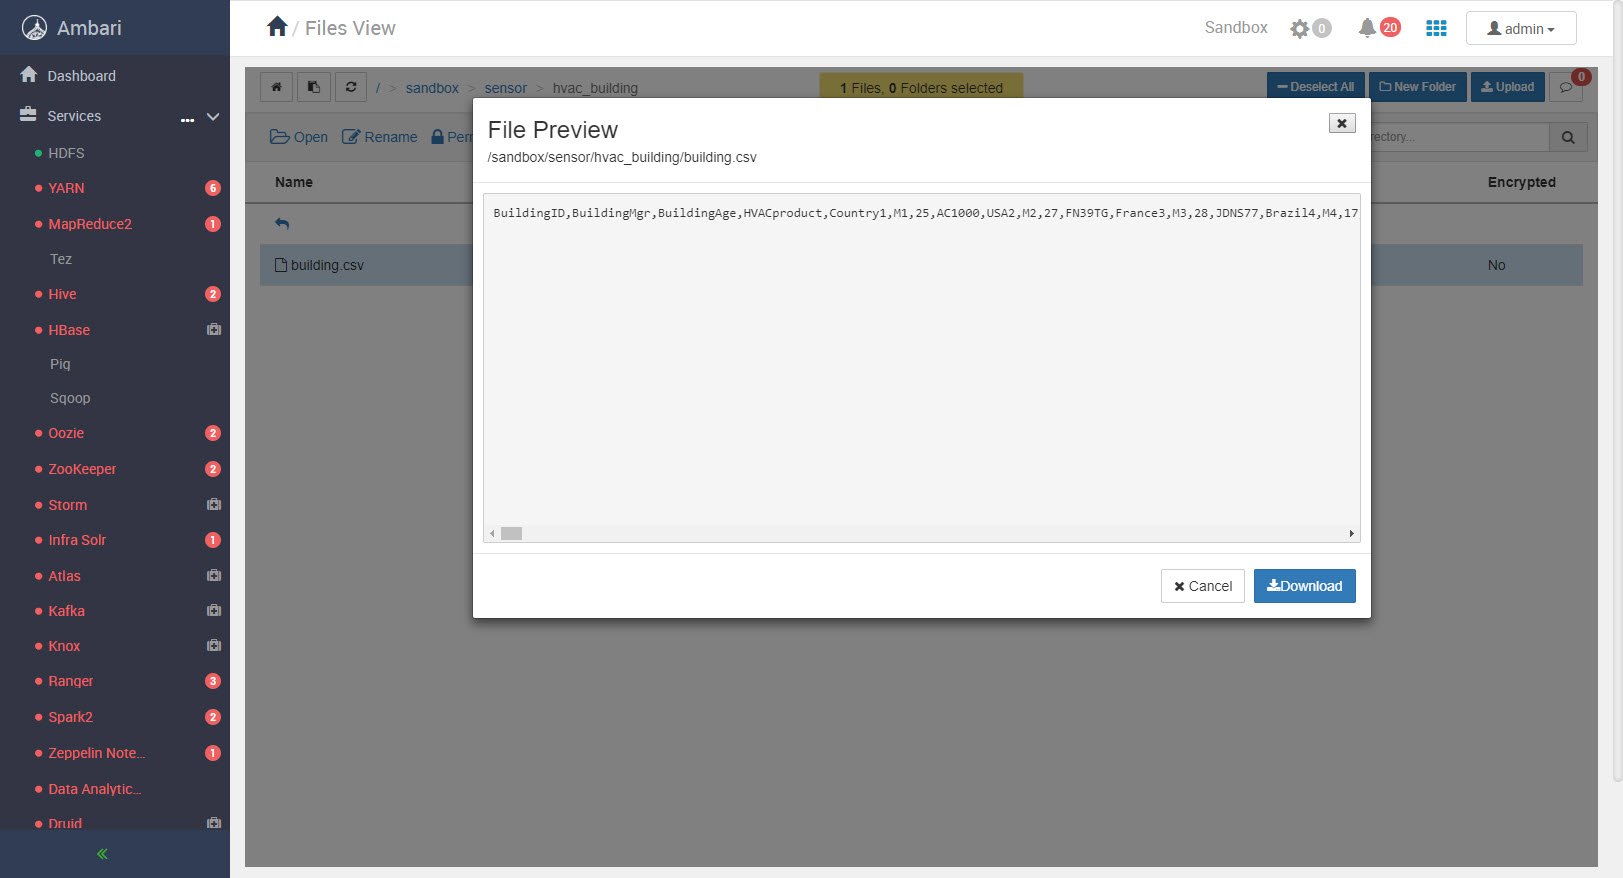 Ambari
/ Files View
Sandbox
0
20
admin
Dashboard
Services
...
HDFS
YARN
6
MapReduce2
1
Tez
Hive
2
HBase
Pig
Sqoop
Oozie
2
ZooKeeper
2
Storm
Infra Solr
1
Atlas
Kafka
Knox
Ranger
3
Spark2
2
Zeppelin Note...
1
Data Analytic...
Druid
/ > sandbox > sensor > hvac_building
1 Files, 0 Folders selected
Deselect All
New Folder
Upload
0
Open
Rename
rectory...
Name
Encrypted
building.csv
No
File Preview
/sandbox/sensor/hvac_building/building.csv
BuildingID,BuildingMgr,BuildingAge,HVACproduct,Country1,M1,25,AC1000,USA2,M2,27,FN39TG,France3,M3,28,JDNS77,Brazil4,M4,17,
Cancel
Download